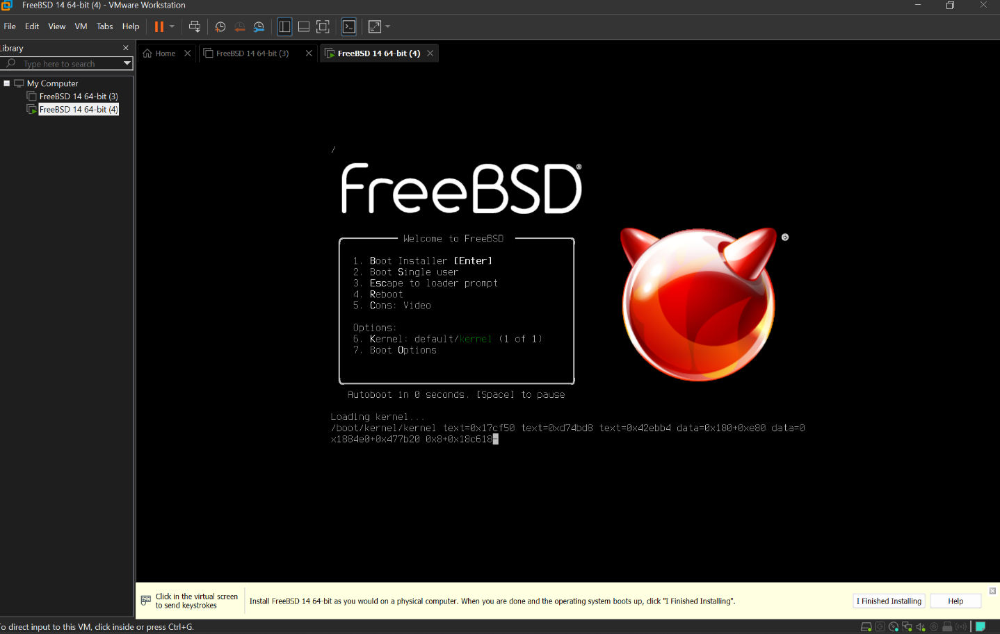 FreeBSD 14 64-bit (4) - VMware Workstation
File Edit View VM Tabs Help
Library
Home FreeBSD 14 64-bit (3) FreeBSD 14 64-bit (4)
Type here to search
My Computer
FreeBSD 14 64-bit (3)
FreeBSD 14 64-bit (4)
/
FreeBSD®
®
Welcome to FreeBSD
1. Boot Installer [Enter]
2. Boot Single user
3. Escape to loader prompt
4. Reboot
5. Cons: Video
Options:
6. Kernel: default/kernel (1 of 1)
7. Boot Options
Autoboot in 0 seconds. [Space] to pause
Loading kernel...
/boot/kernel/kernel text=0x17cf50 text=0xd74bd8 text=0x42ebb4 data=0x180+0xe80 data=0
x1884e0+0x477b20 0x8+0x18c618-
Click in the virtual screen
to send keystrokes
Install FreeBSD 14 64-bit as you would on a physical computer. When you are done and the operating system boots up, click "I Finished Installing".
I Finished Installing
Help
To direct input to this VM, click inside or press Ctrl+G.